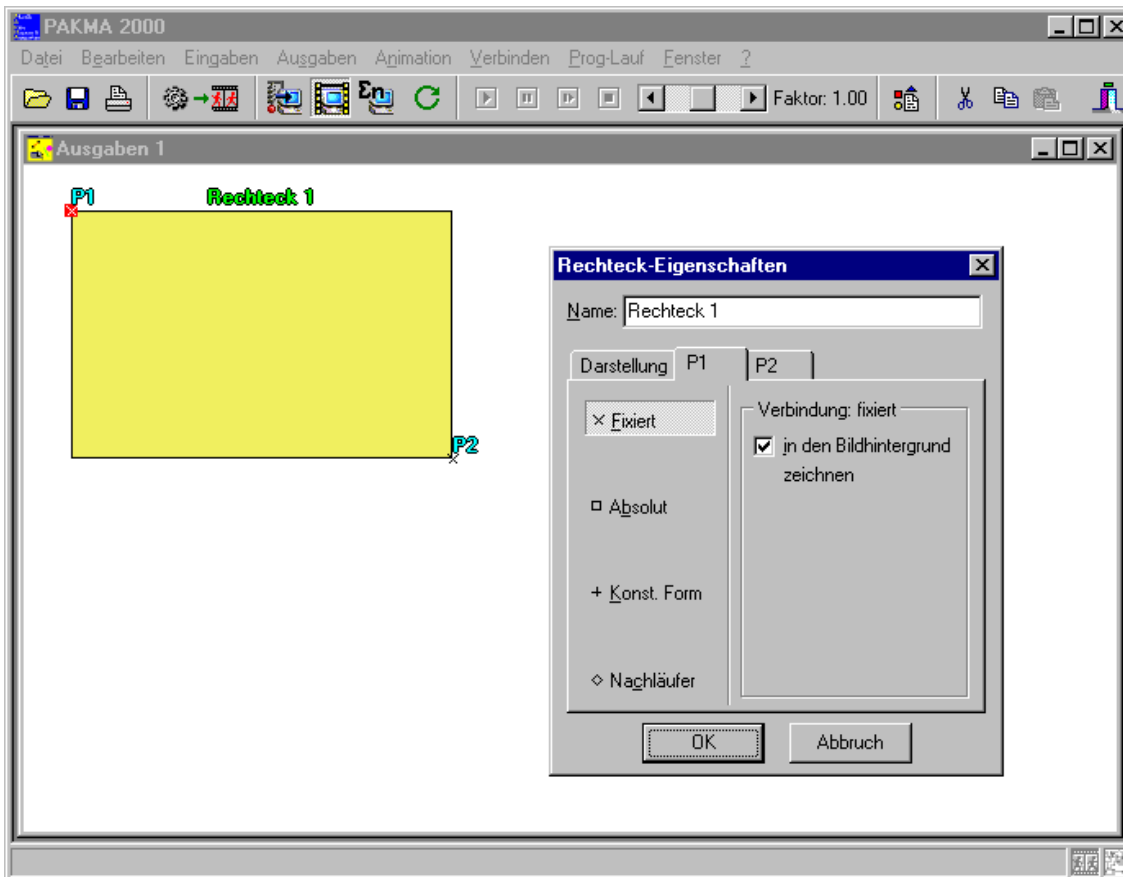 PAKMA 2000
Datei Bearbeiten Eingaben Ausgaben Animation Verbinden Prog-Lauf Fenster ?
Σn Faktor: 1.00
Ausgaben 1
P1 Rechteck 1
P2
Rechteck-Eigenschaften
Name: Rechteck 1
Darstellung P1 P2
Fixiert
Absolut
Konst. Form
Nachläufer
Verbindung: fixiert
in den Bildhintergrund
zeichnen
OK Abbruch